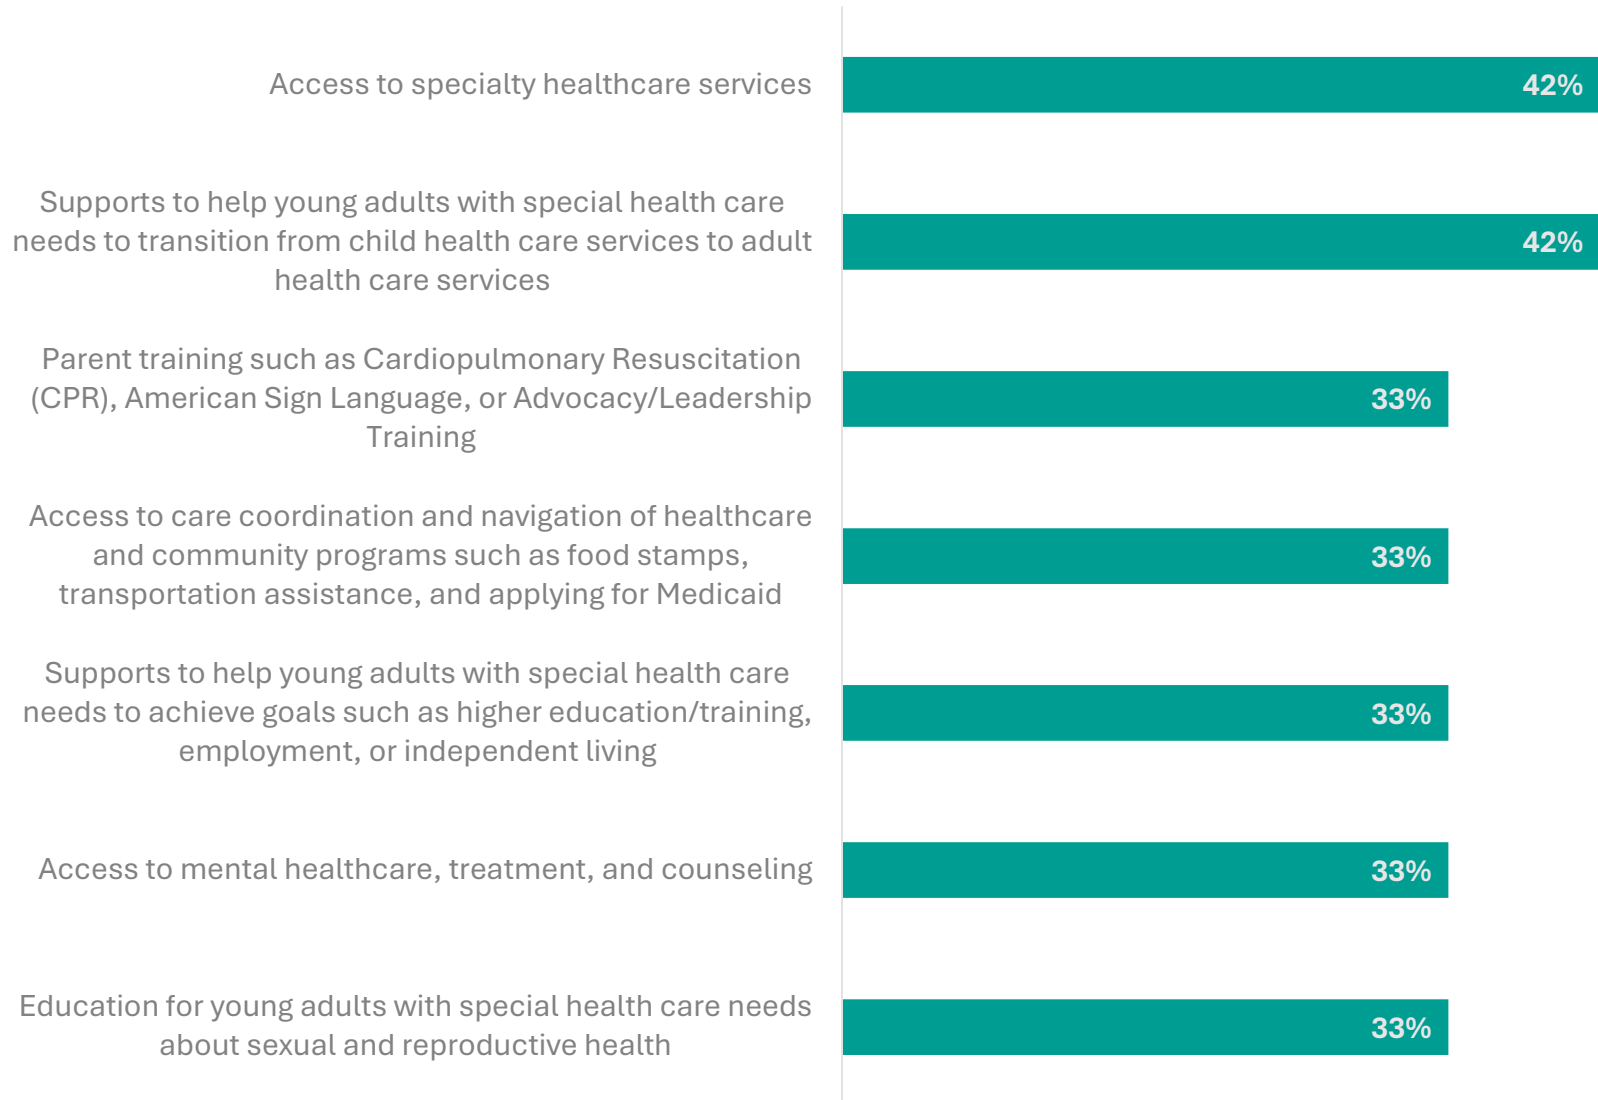 Access to specialty healthcare services
42%
Supports to help young adults with special health care
needs to transition from child health care services to adult
health care services
42%
Parent training such as Cardiopulmonary Resuscitation
(CPR), American Sign Language, or Advocacy/Leadership
Training
33%
Access to care coordination and navigation of healthcare
and community programs such as food stamps,
transportation assistance, and applying for Medicaid
33%
Supports to help young adults with special health care
needs to achieve goals such as higher education/training,
employment, or independent living
33%
Access to mental healthcare, treatment, and counseling
33%
Education for young adults with special health care needs
about sexual and reproductive health
33%